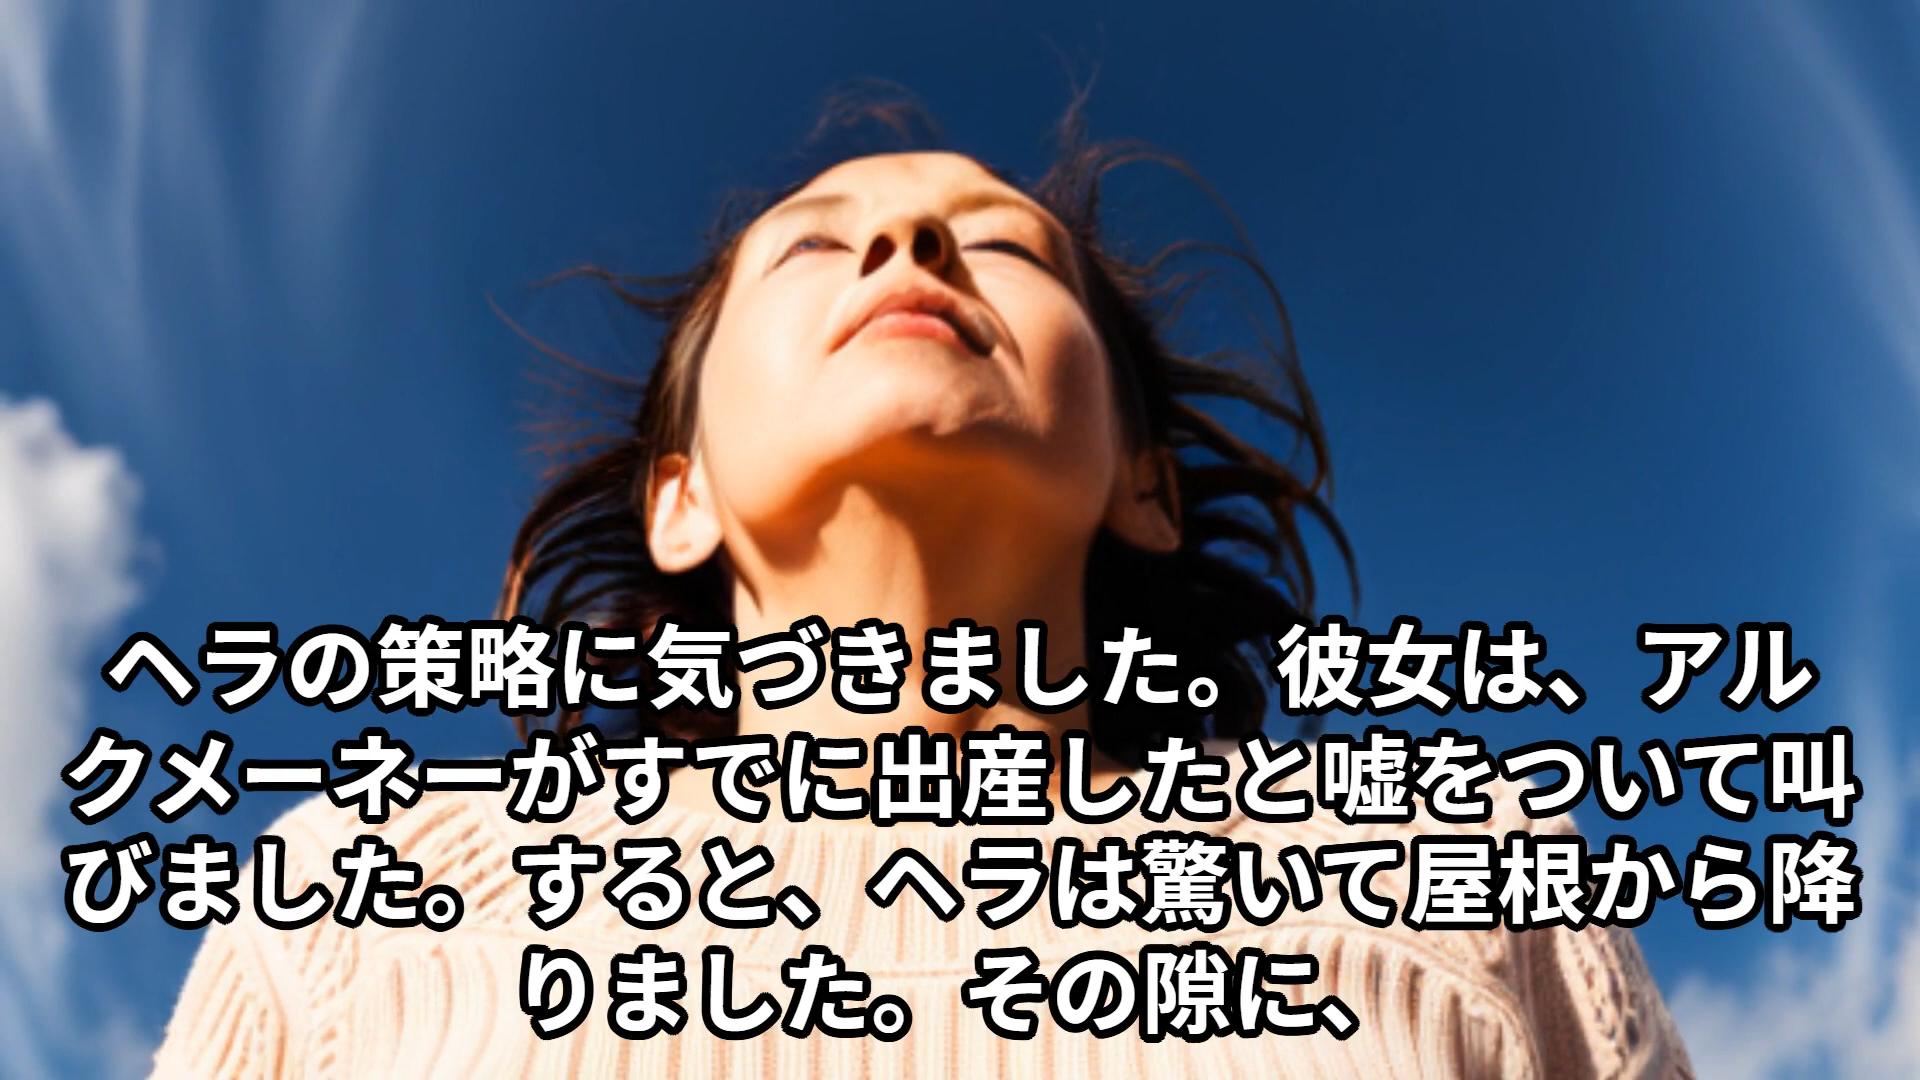 ヘラの策略に気づきました。彼女は、アル
クメーネーがすでに出産したと嘘をついて叫
びました。すると、ヘラは驚いて屋根から降
りました。その隙に、